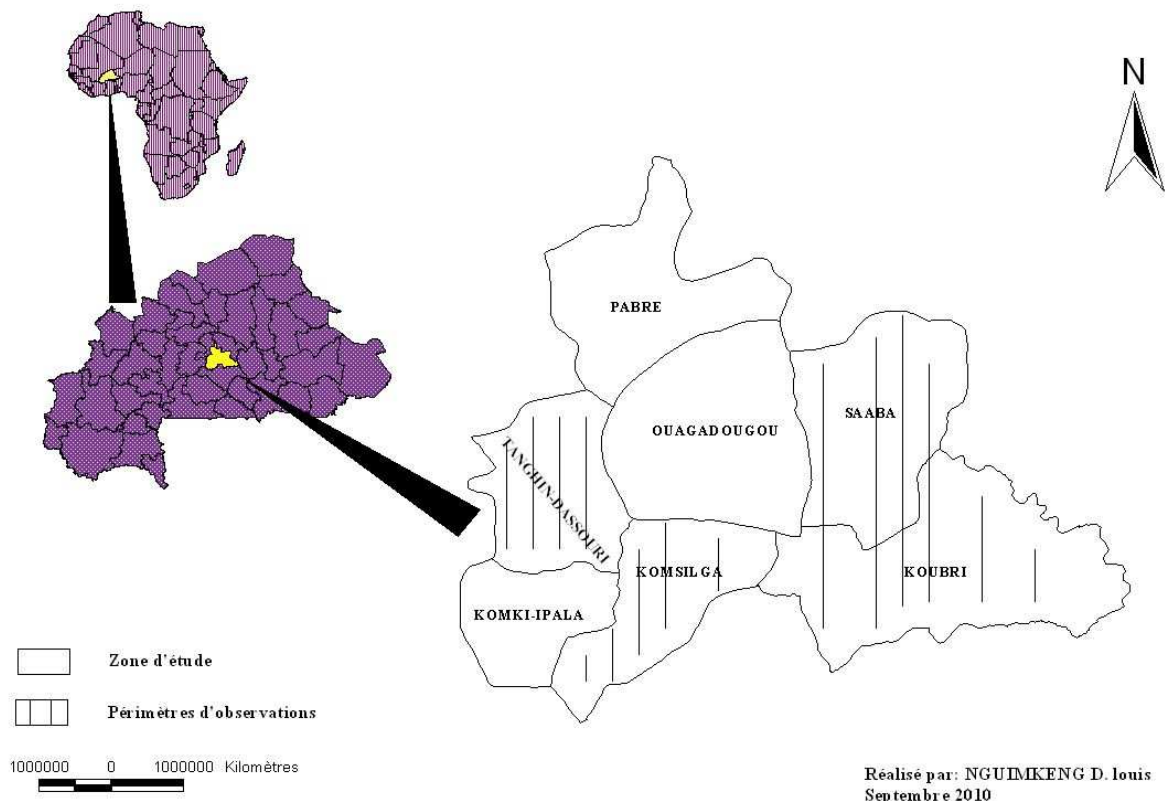 N
PABRE
SAABA
OUAGADOUGOU
TANGHIN-DASSOURI
KOMSILGA
KOUBRI
KOMKI-IPALA
Zone d'étude
Périmètres d'observations
1000000 0 1000000 Kilomètres
Réalisé par: NGUIMKENG D. louis
Septembre 2010